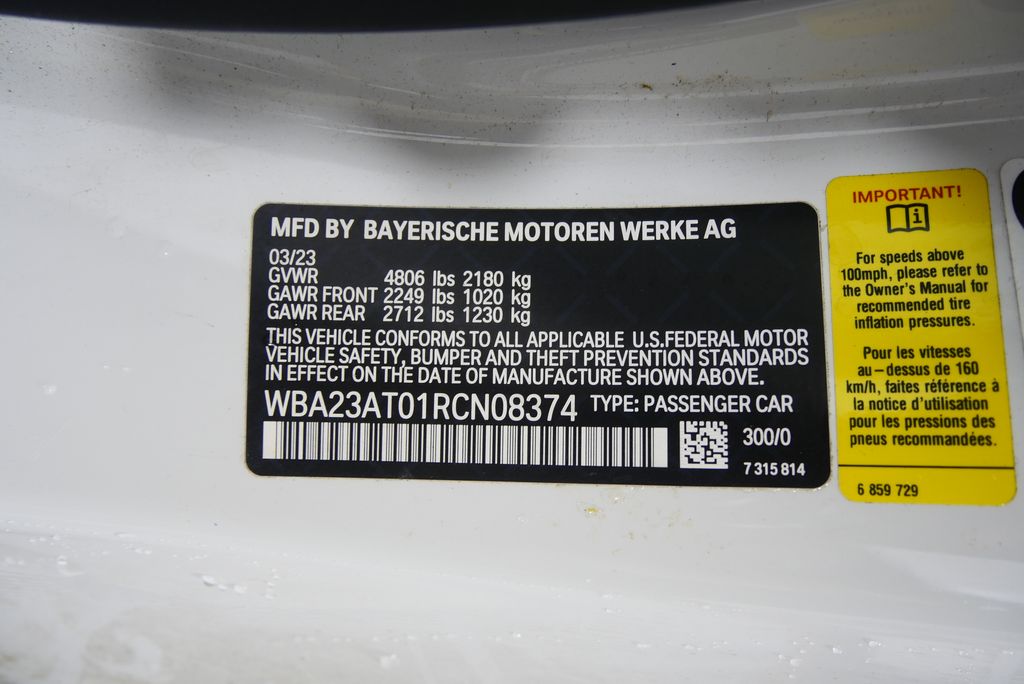 MFD BY BAYERISCHE MOTOREN WERKE AG
03/23
GVWR 4806 lbs 2180 kg
GAWR FRONT 2249 lbs 1020 kg
GAWR REAR 2712 lbs 1230 kg
THIS VEHICLE CONFORMS TO ALL APPLICABLE U.S.FEDERAL MOTOR
VEHICLE SAFETY, BUMPER AND THEFT PREVENTION STANDARDS
IN EFFECT ON THE DATE OF MANUFACTURE SHOWN ABOVE.
WBA23AT01RCN08374 TYPE: PASSENGER CAR
300/0
7 315 814
IMPORTANT!
i
For speeds above
100mph, please refer to
the Owner's Manual for
recommended tire
inflation pressures.
Pour les vitesses
au-dessus de 160
km/h, faites référence à
la notice d'utilisation
pour les pressions des
pneus recommandées.
6 859 729